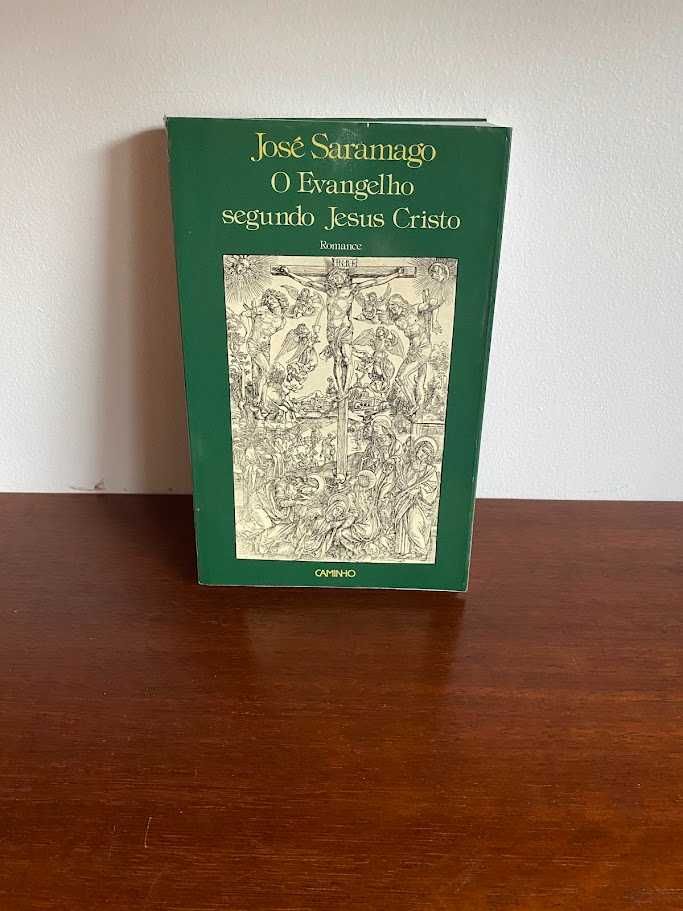 José Saramago
O Evangelho
segundo Jesus Cristo
Romance
CAMINHO